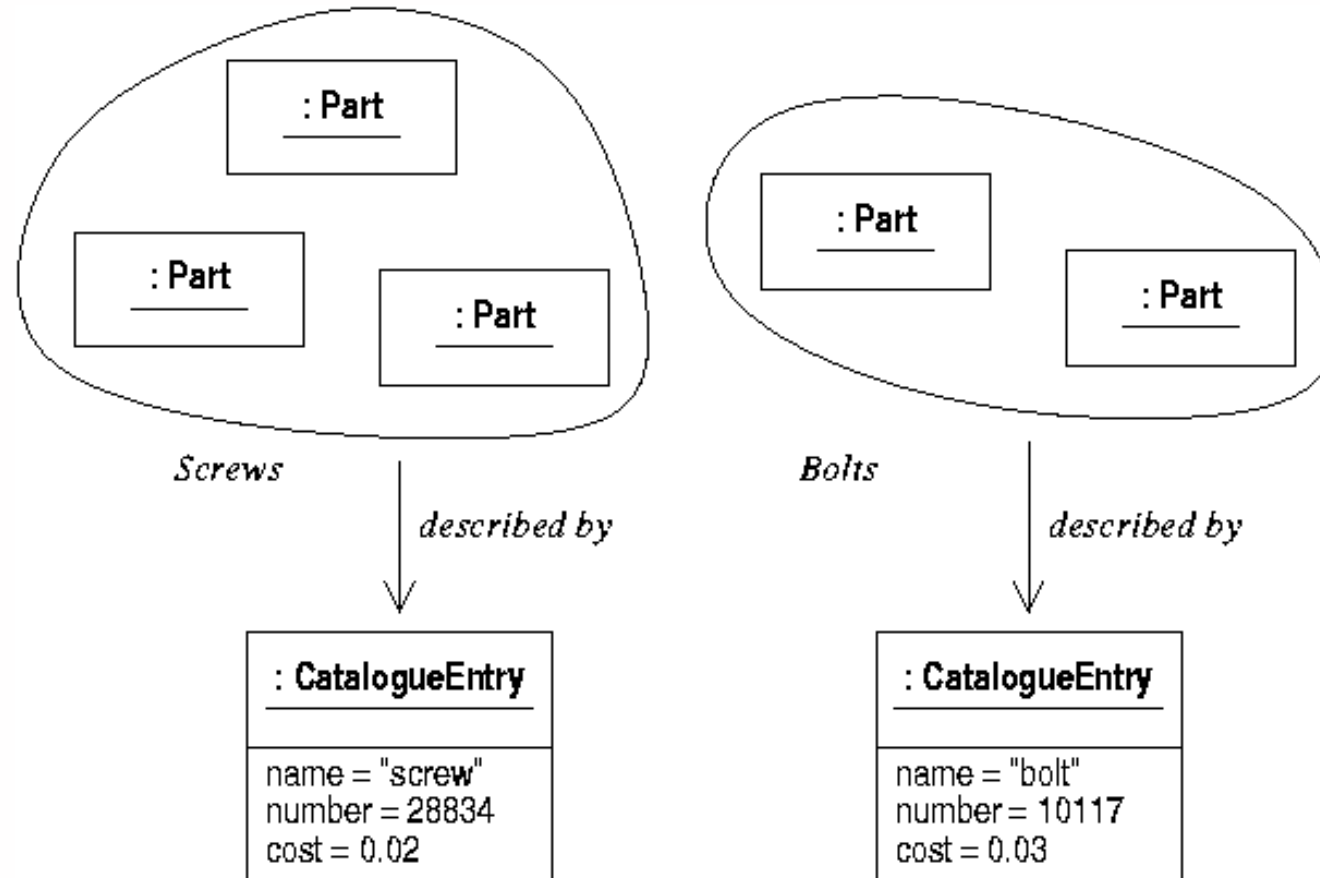 : Part
: Part
: Part
: Part
: Part
Screws
Bolts
described by
described by
: CatalogueEntry
name = "screw"
number = 28834
cost = 0.02
: CatalogueEntry
name = "bolt"
number = 10117
cost = 0.03